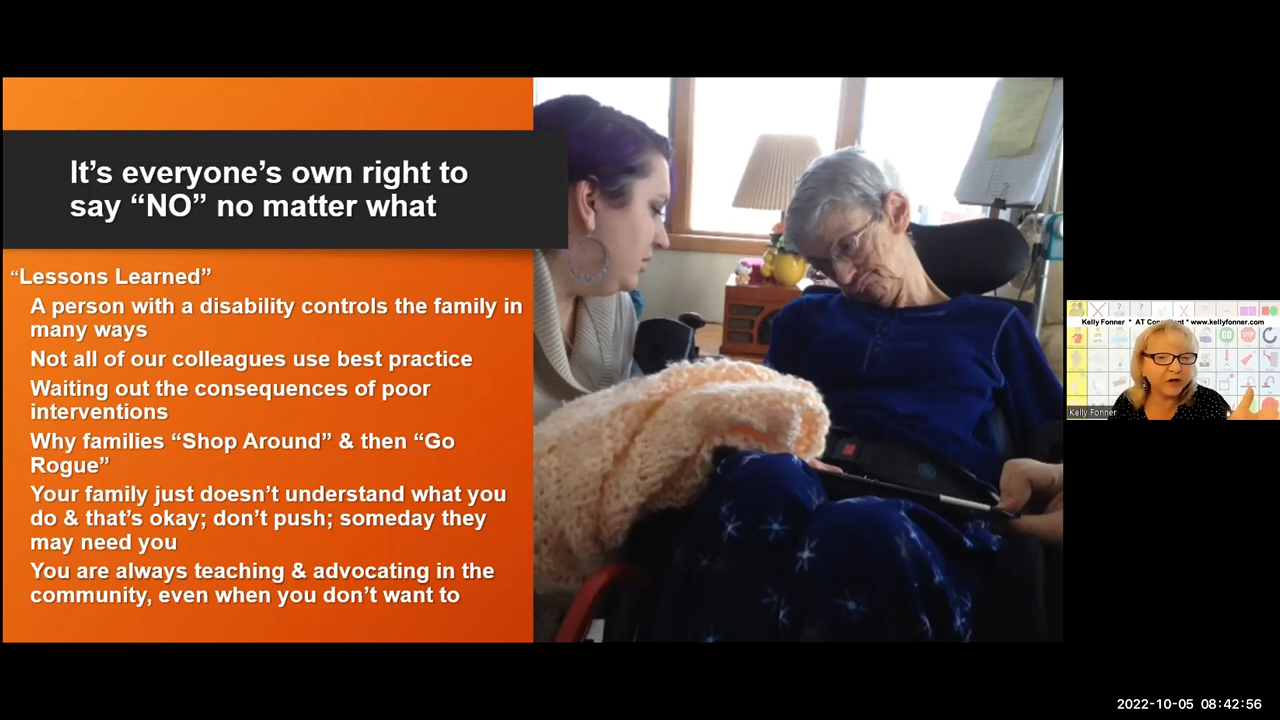 It’s everyone’s own right to
say “NO” no matter what
“Lessons Learned”
A person with a disability controls the family in
many ways
Not all of our colleagues use best practice
Waiting out the consequences of poor
interventions
Why families “Shop Around” & then “Go
Rogue”
Your family just doesn’t understand what you
do & that’s okay; don’t push; someday they
may need you
You are always teaching & advocating in the
community, even when you don’t want to
Kelly Fonner * AT Consultant * www.kellyfonner.com
Kelly Fonner
2022-10-05 08:42:56